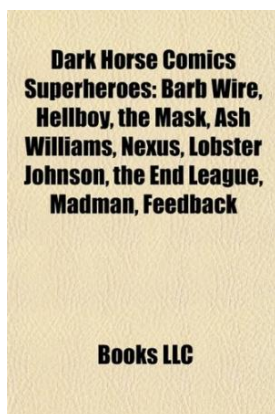 Dark Horse Comics
Superheroes: Barb Wire,
Hellboy, the Mask, Ash
Williams, Nexus, Lobster
Johnson, the End League,
Madman, Feedback
Books LLC